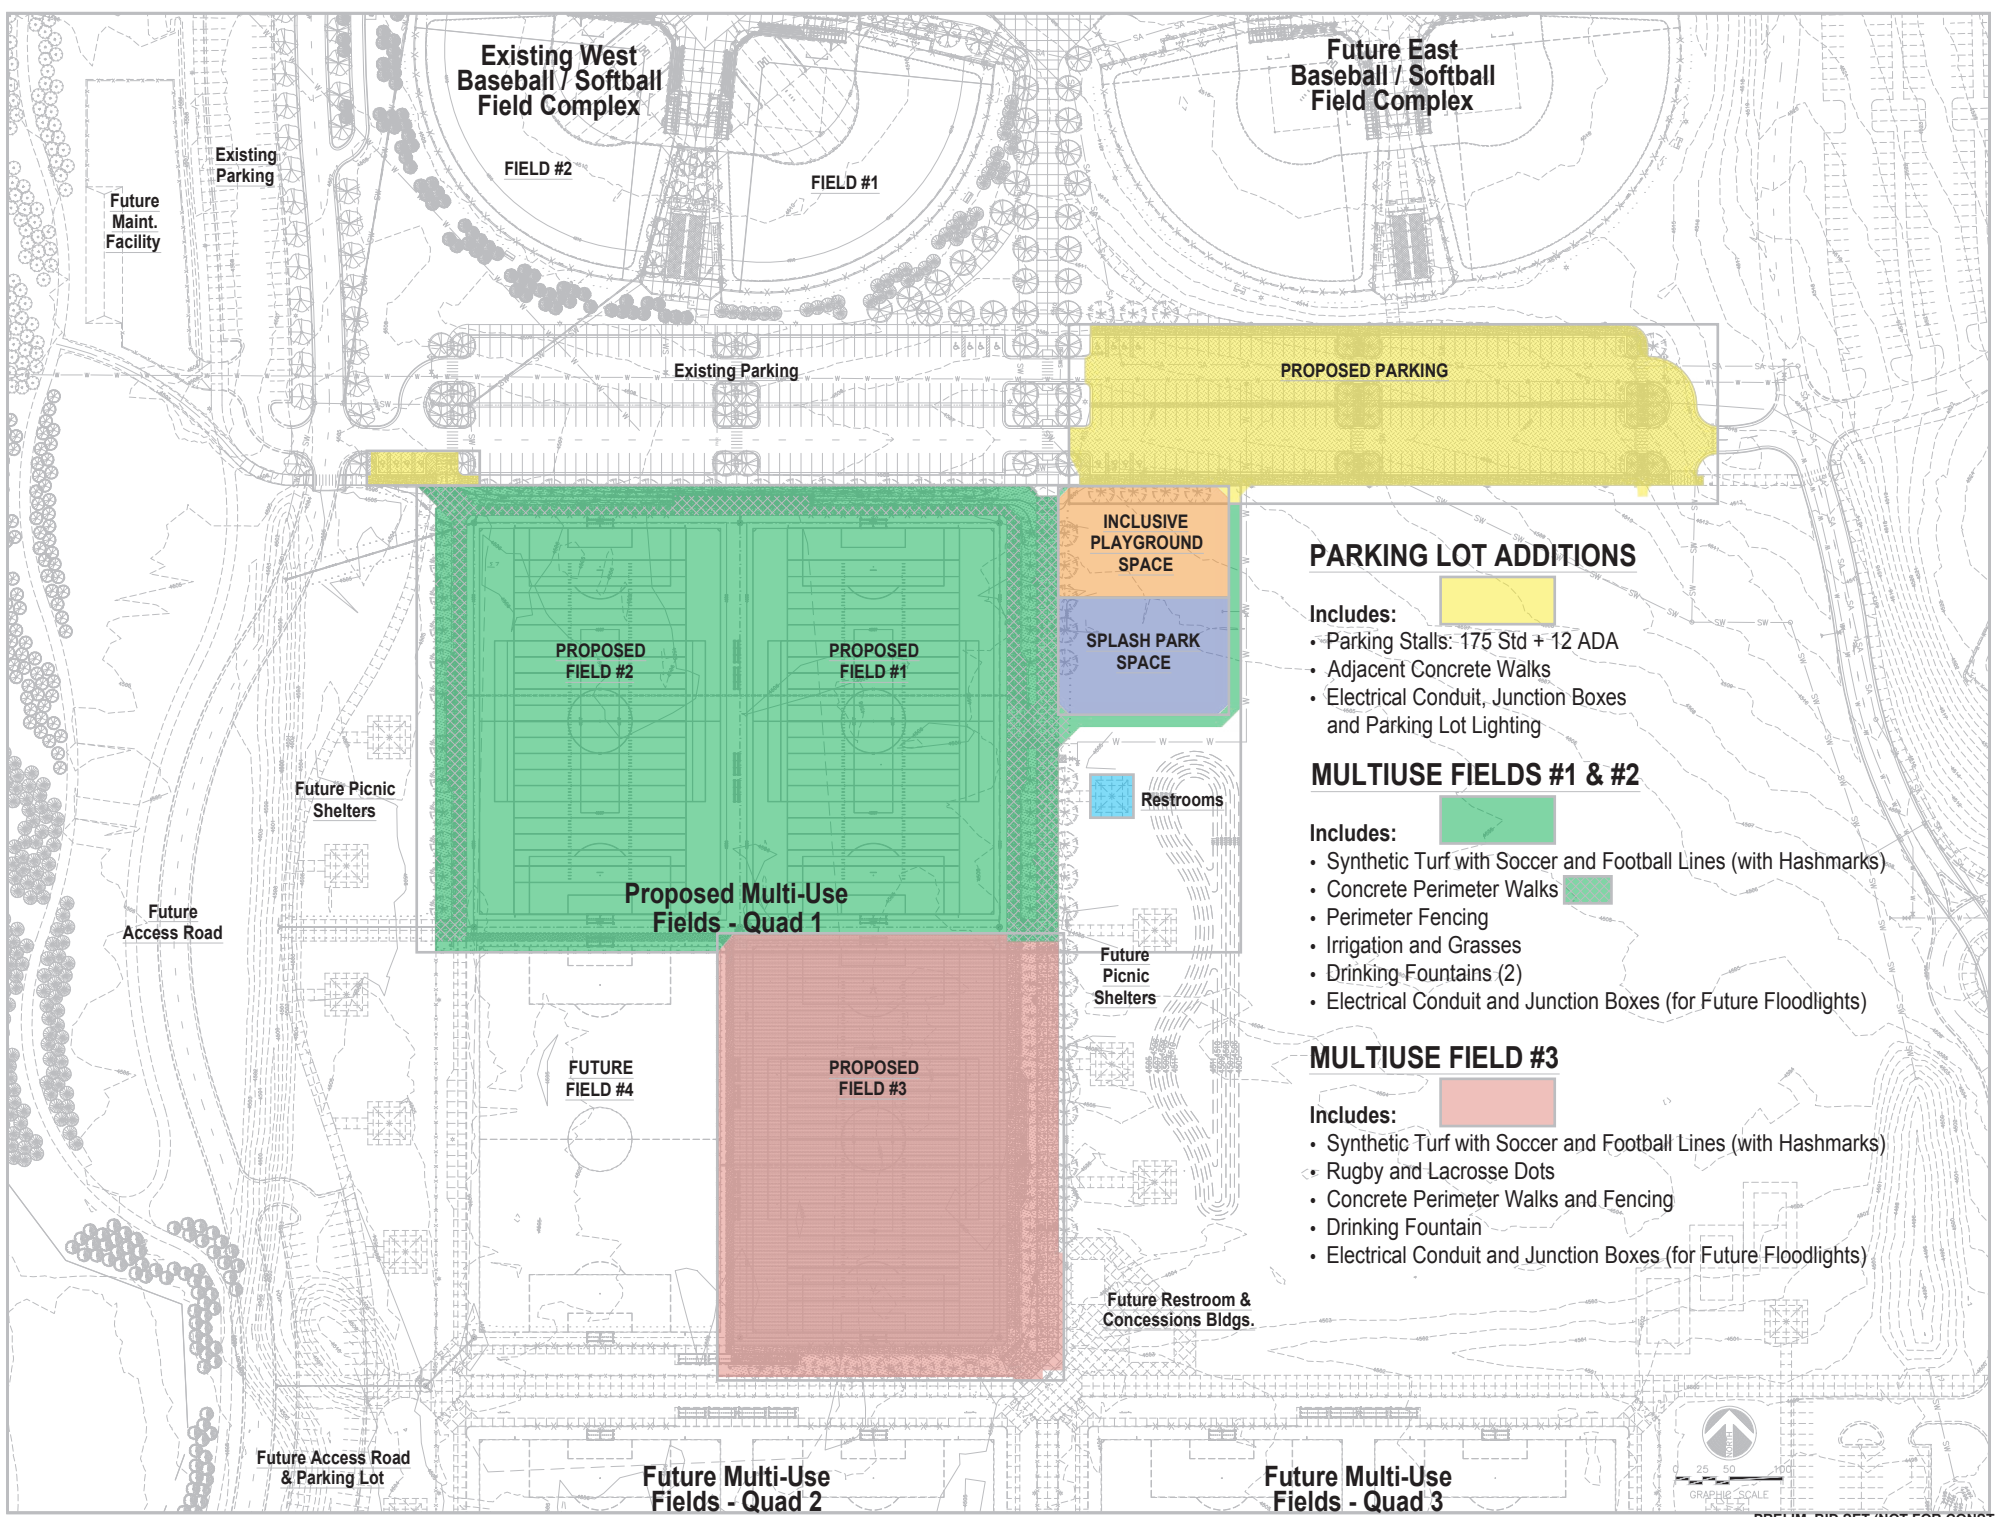 Existing West
Baseball / Softball
Field Complex
Future East
Baseball / Softball
Field Complex
Existing
Parking
FIELD #2
FIELD #1
Future
Maint.
Facility
Existing Parking
PROPOSED PARKING
INCLUSIVE
PLAYGROUND
SPACE
SPLASH PARK
SPACE
PROPOSED
FIELD #2
PROPOSED
FIELD #1
Future Picnic
Shelters
Restrooms
Proposed Multi-Use
Fields - Quad 1
Future
Access Road
Future
Picnic
Shelters
FUTURE
FIELD #4
PROPOSED
FIELD #3
Future Restroom &
Concessions Bldgs.
Future Access Road
& Parking Lot
Future Multi-Use
Fields - Quad 2
Future Multi-Use
Fields - Quad 3
PARKING LOT ADDITIONS
Includes:
• Parking Stalls: 175 Std + 12 ADA
• Adjacent Concrete Walks
• Electrical Conduit, Junction Boxes
and Parking Lot Lighting
MULTIUSE FIELDS #1 & #2
Includes:
• Synthetic Turf with Soccer and Football Lines (with Hashmarks)
• Concrete Perimeter Walks
• Perimeter Fencing
• Irrigation and Grasses
• Drinking Fountains (2)
• Electrical Conduit and Junction Boxes (for Future Floodlights)
MULTIUSE FIELD #3
Includes:
• Synthetic Turf with Soccer and Football Lines (with Hashmarks)
• Rugby and Lacrosse Dots
• Concrete Perimeter Walks and Fencing
• Drinking Fountain
• Electrical Conduit and Junction Boxes (for Future Floodlights)
NORTH
0 25 50 100
GRAPHIC SCALE